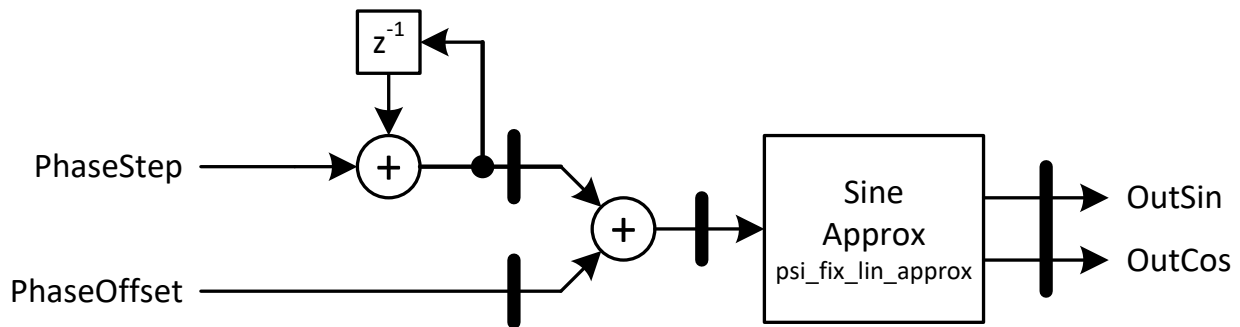 z⁻¹
PhaseStep
+
PhaseOffset
+
Sine
Approx
psi_fix_lin_approx
OutSin
OutCos